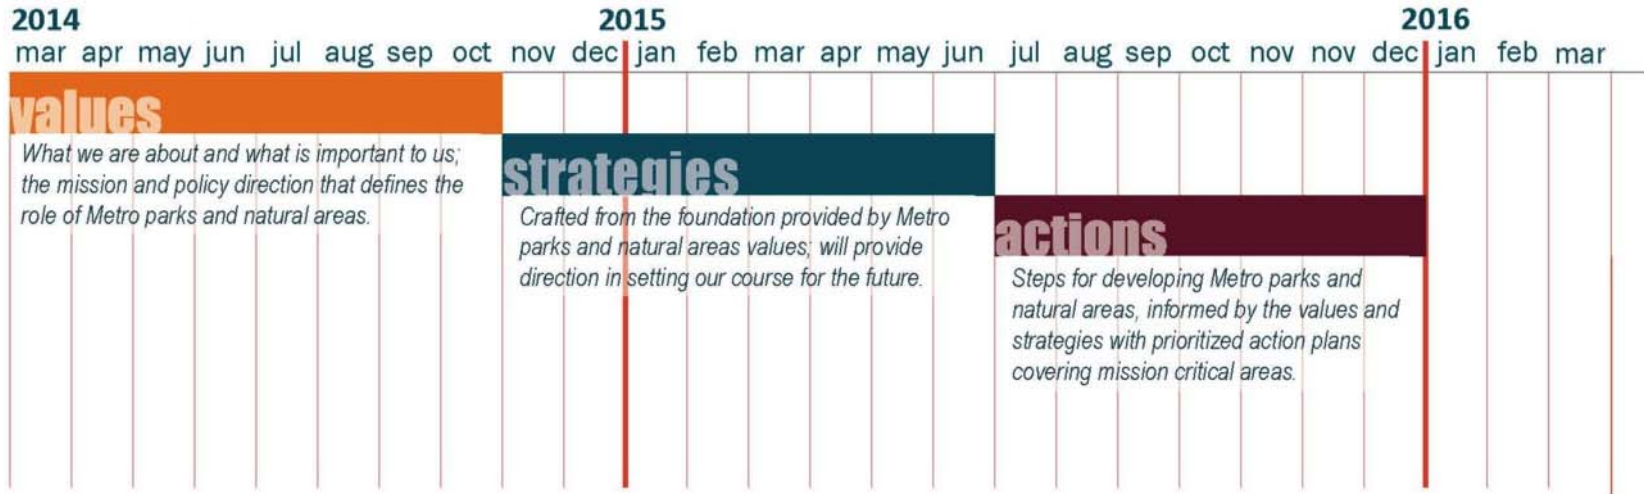 2014 2015 2016
mar apr may jun jul aug sep oct nov dec jan feb mar apr may jun jul aug sep oct nov nov dec jan feb mar
values
What we are about and what is important to us;
the mission and policy direction that defines the
role of Metro parks and natural areas.
strategies
Crafted from the foundation provided by Metro
parks and natural areas values; will provide
direction in setting our course for the future.
actions
Steps for developing Metro parks and
natural areas, informed by the values and
strategies with prioritized action plans
covering mission critical areas.